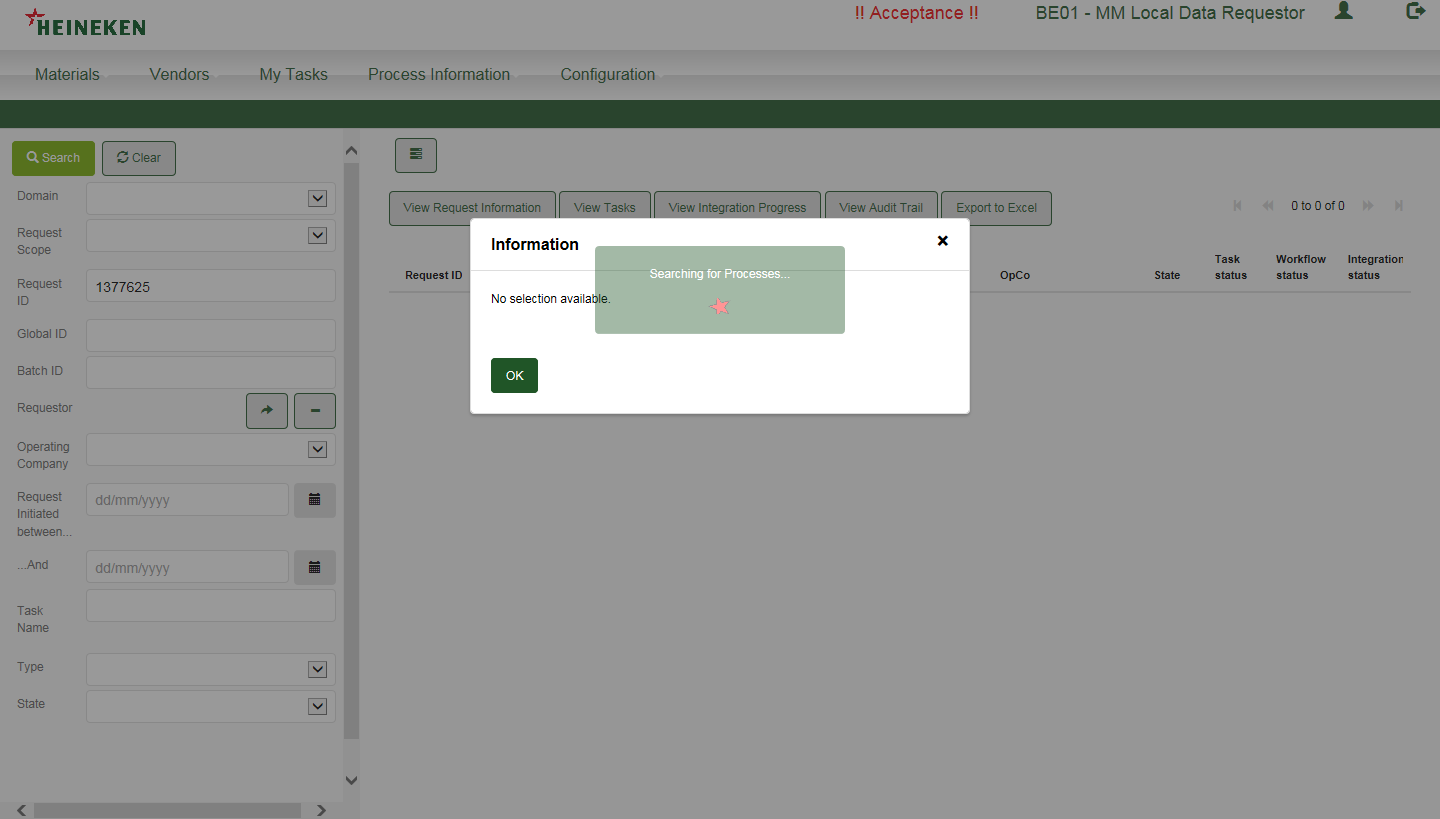 HEINEKEN
!! Acceptance !!
BE01 - MM Local Data Requestor
Materials
Vendors
My Tasks
Process Information
Configuration
Search
Clear
Domain
Request
Scope
Request
ID
1377625
Global ID
Batch ID
Requestor
Operating
Company
Request
Initiated
between...
dd/mm/yyyy
...And
dd/mm/yyyy
Task
Name
Type
State
View Request Information
View Tasks
View Integration Progress
View Audit Trail
Export to Excel
0 to 0 of 0
Request ID
OpCo
State
Task
status
Workflow
status
Integration
status
Information
Searching for Processes...
No selection available.
OK